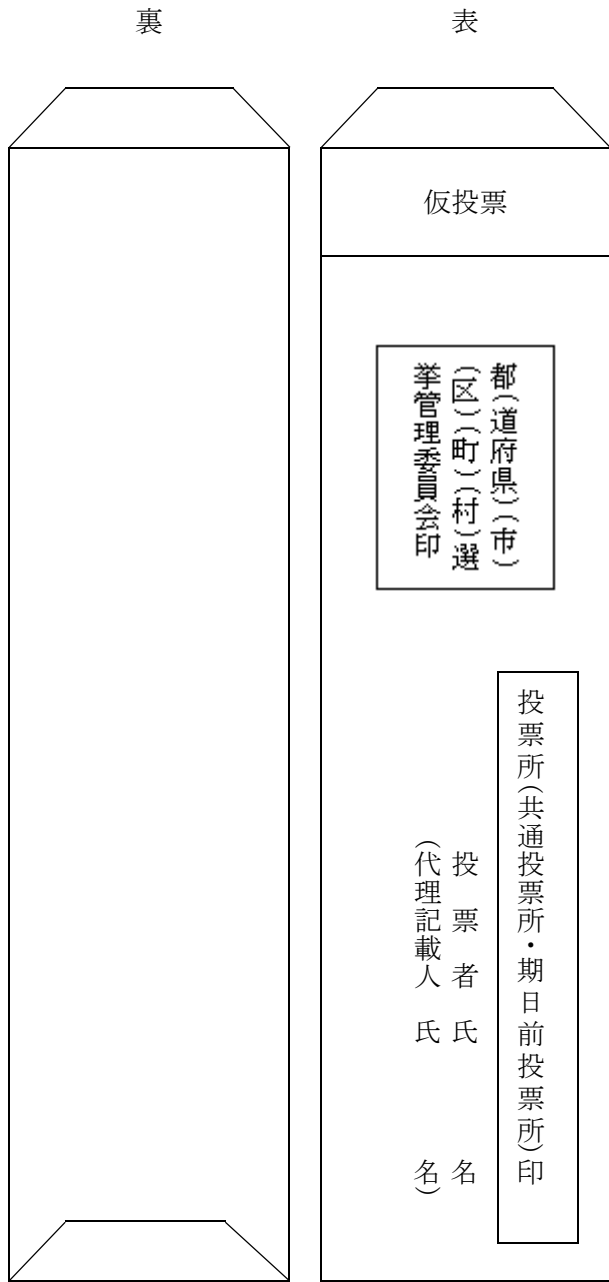 裏
表
仮投票
都(道府県)(市)
(区)(町)(村)選
挙管理委員会印
投票所(共通投票所・期日前投票所)印
投票者氏名
(代理記載人氏名)